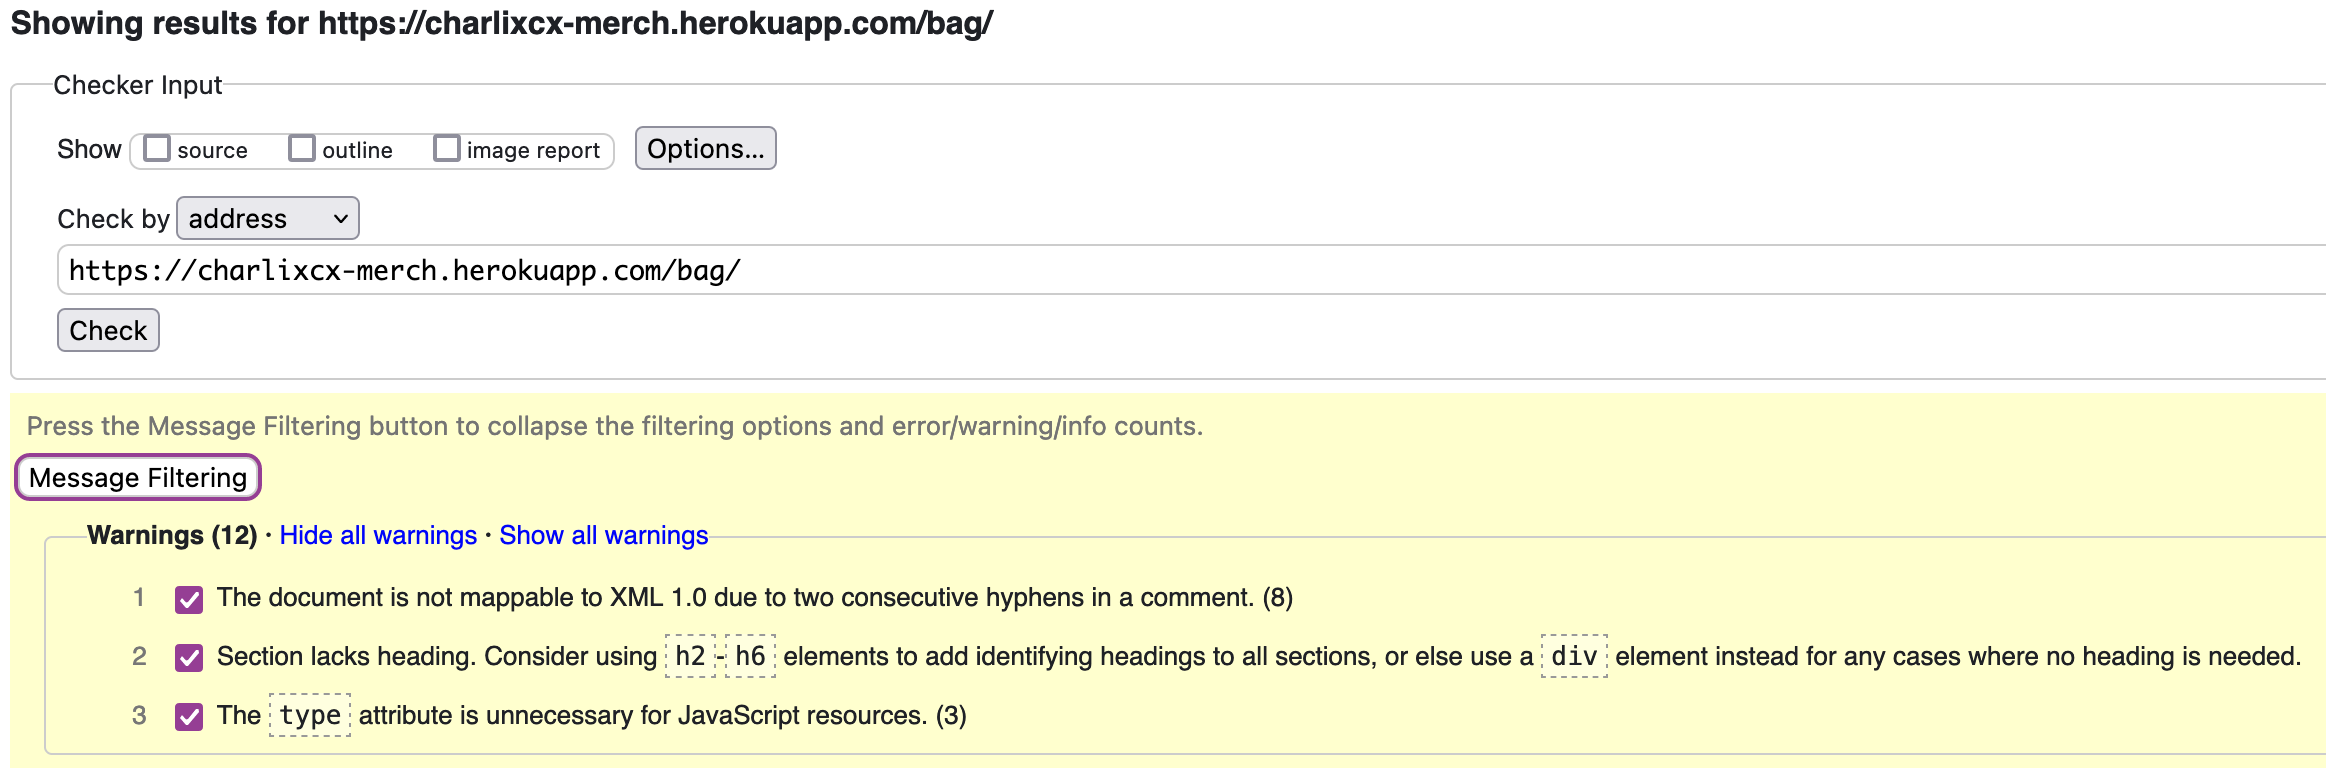 Showing results for https://charlixcx-merch.herokuapp.com/bag/
Checker Input
Show source outline image report Options...
Check by address
https://charlixcx-merch.herokuapp.com/bag/
Check
Press the Message Filtering button to collapse the filtering options and error/warning/info counts.
Message Filtering
Warnings (12) · Hide all warnings · Show all warnings
1 The document is not mappable to XML 1.0 due to two consecutive hyphens in a comment. (8)
2 Section lacks heading. Consider using h2-h6 elements to add identifying headings to all sections, or else use a div element instead for any cases where no heading is needed.
3 The type attribute is unnecessary for JavaScript resources. (3)